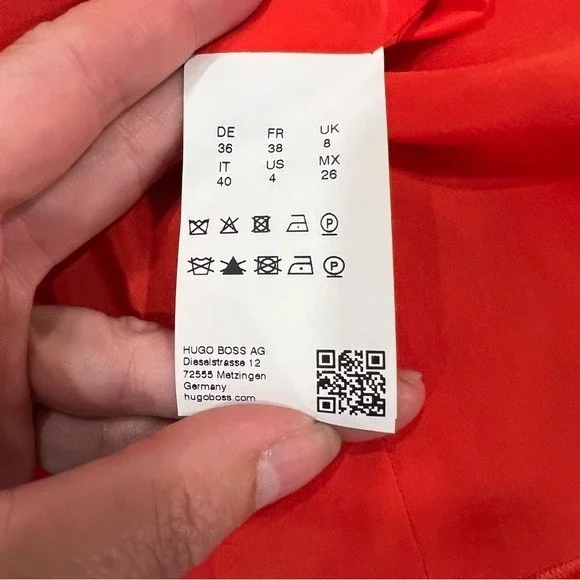 DE FR UK
36 38 8
IT US MX
40 4 26
P
P
HUGO BOSS AG
Dieselstrasse 12
72555 Metzingen
Germany
hugoboss.com